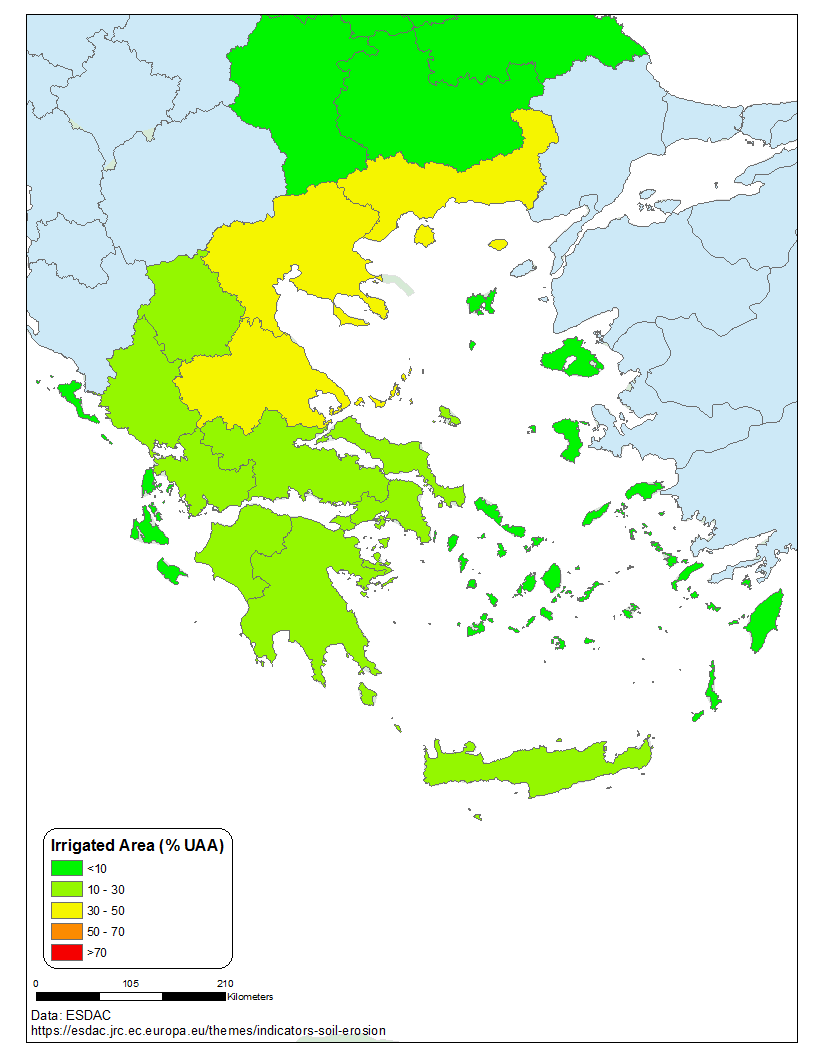 Irrigated Area (% UAA)
<10
10 - 30
30 - 50
50 - 70
>70
0 105 210
Kilometers
Data: ESDAC
https://esdac.jrc.ec.europa.eu/themes/indicators-soil-erosion